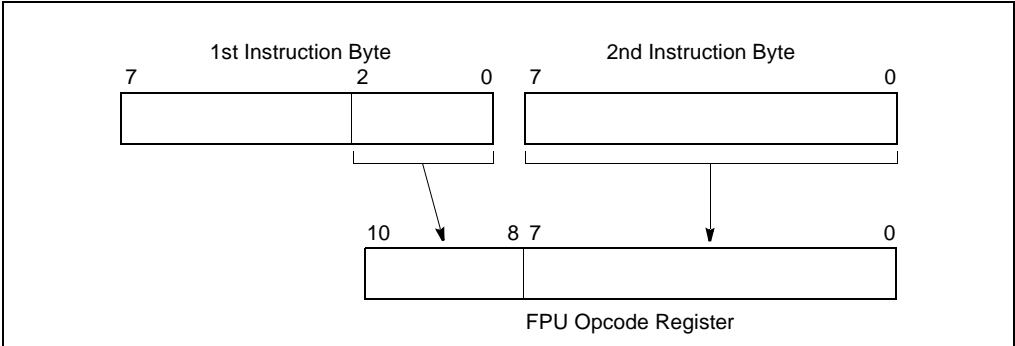 1st Instruction Byte 2nd Instruction Byte
7 2 0 7 0
10 8 7 0
FPU Opcode Register